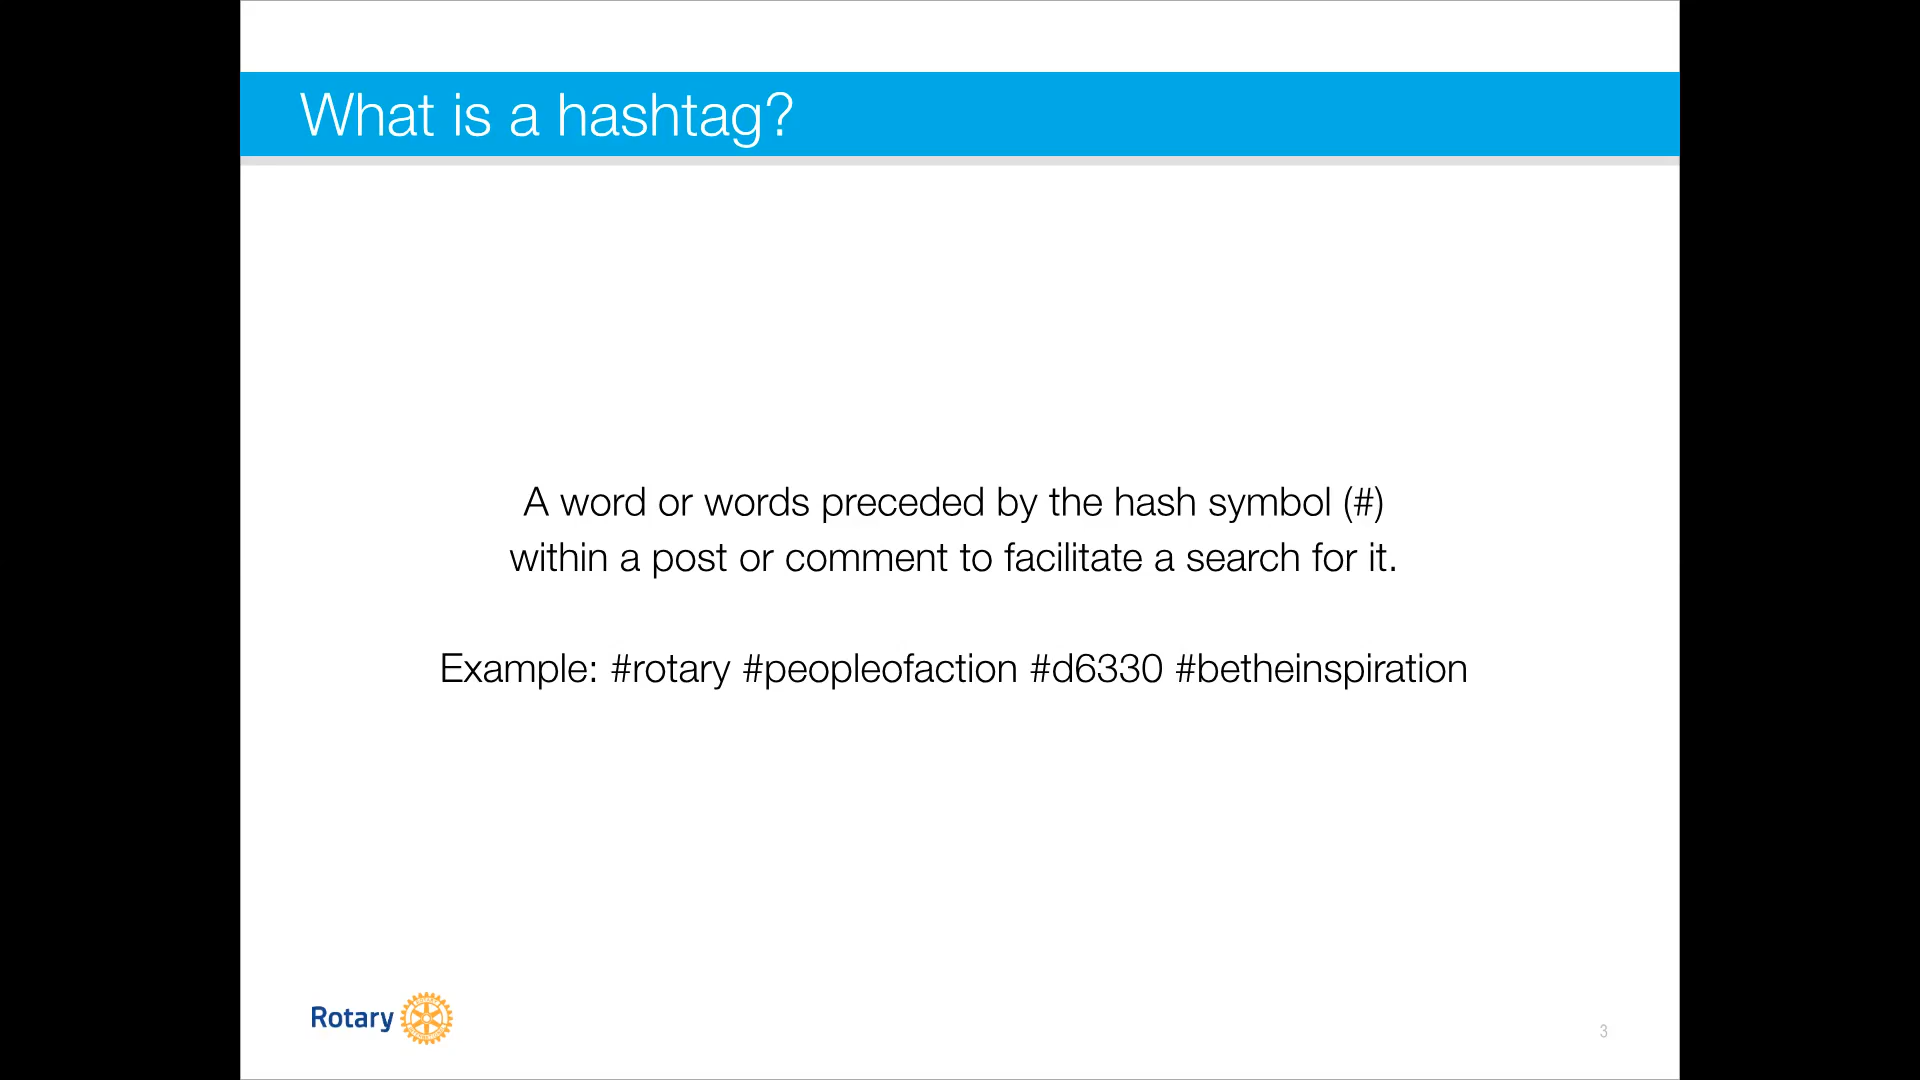 What is a hashtag?
A word or words preceded by the hash symbol (#)
within a post or comment to facilitate a search for it.
Example: #rotary #peopleofaction #d6330 #betheinspiration
Rotary
3